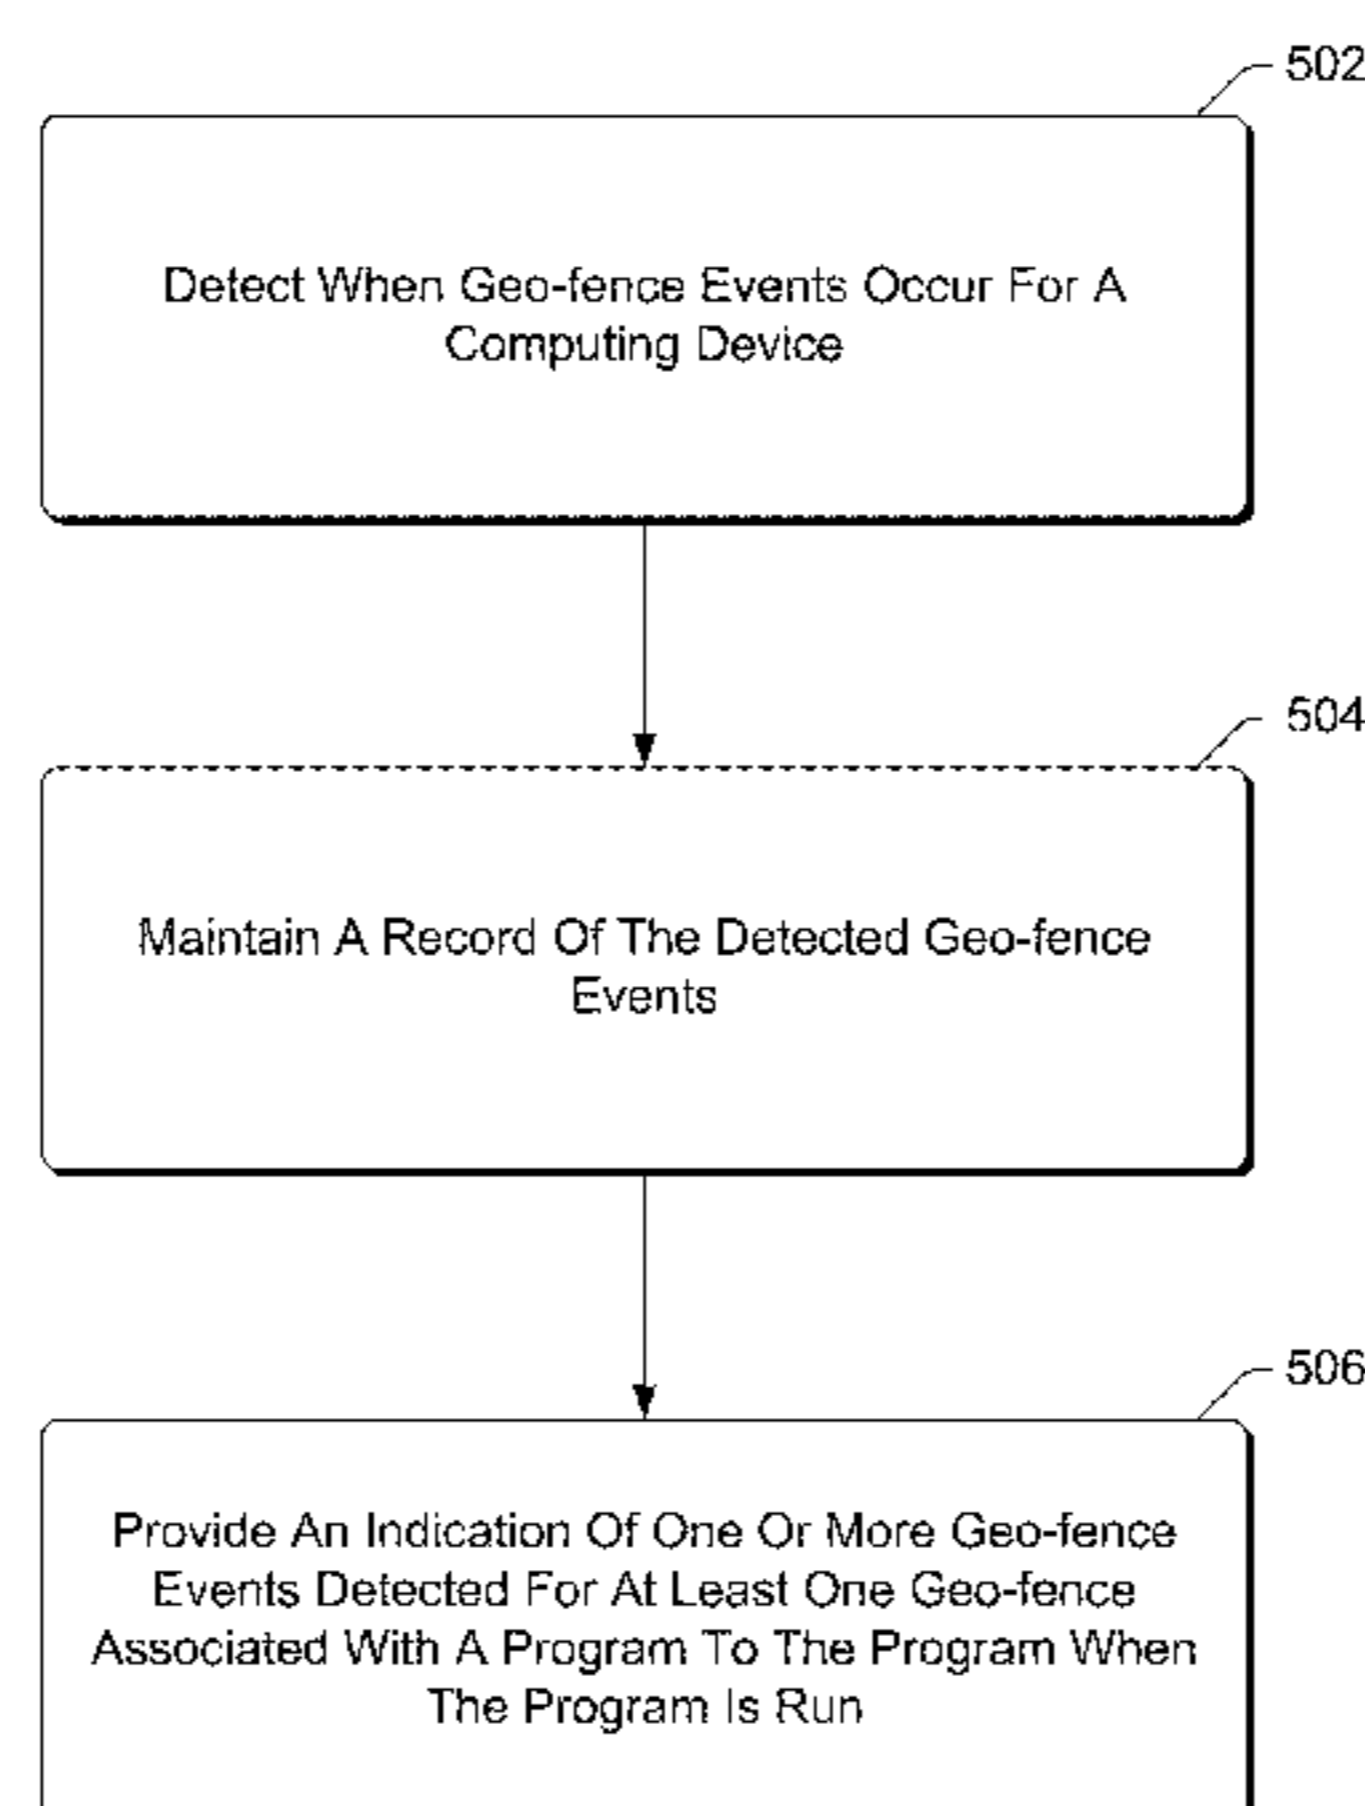 502
Detect When Geo-fence Events Occur For A
Computing Device
504
Maintain A Record Of The Detected Geo-fence
Events
506
Provide An Indication Of One Or More Geo-fence
Events Detected For At Least One Geo-fence
Associated With A Program To The Program When
The Program Is Run